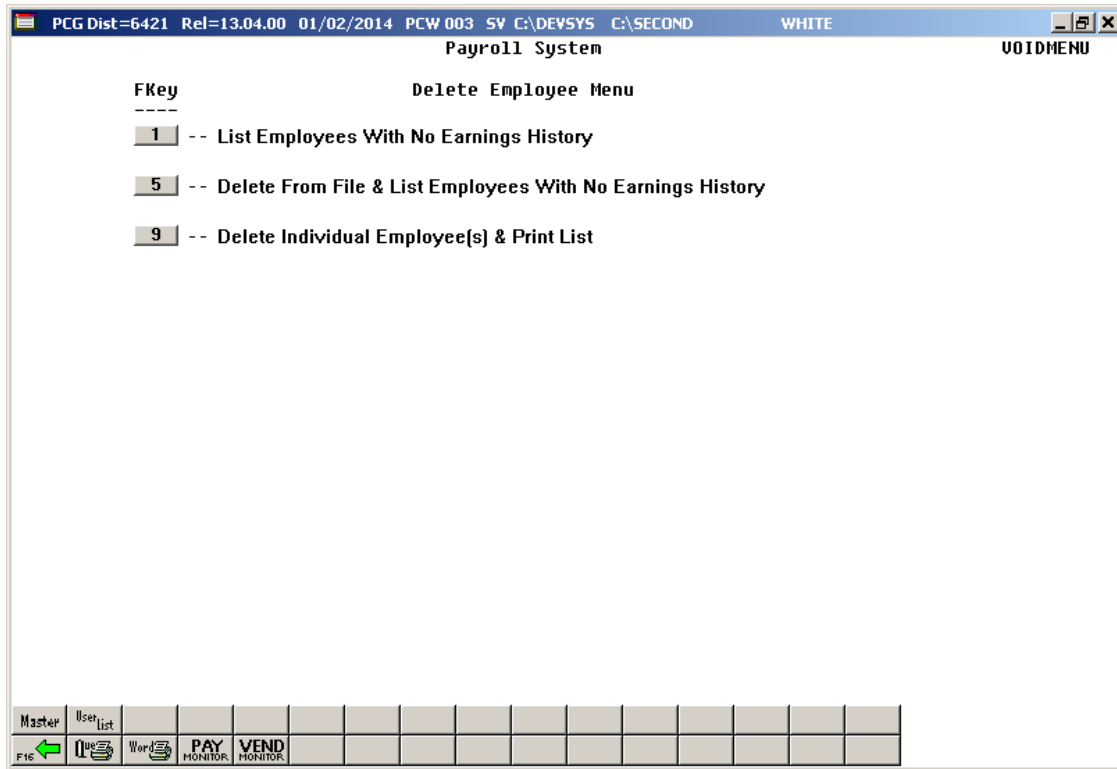 PCG Dist=6421 Rel=13.04.00 01/02/2014 PCW 003 SV C:\DEVSYS C:\SECOND WHITE
Payroll System VOIDMENU
FKey Delete Employee Menu
----
1 -- List Employees With No Earnings History
5 -- Delete From File & List Employees With No Earnings History
9 -- Delete Individual Employee(s) & Print List
Master User List
F16 Que Word PAY MONITOR VEND MONITOR